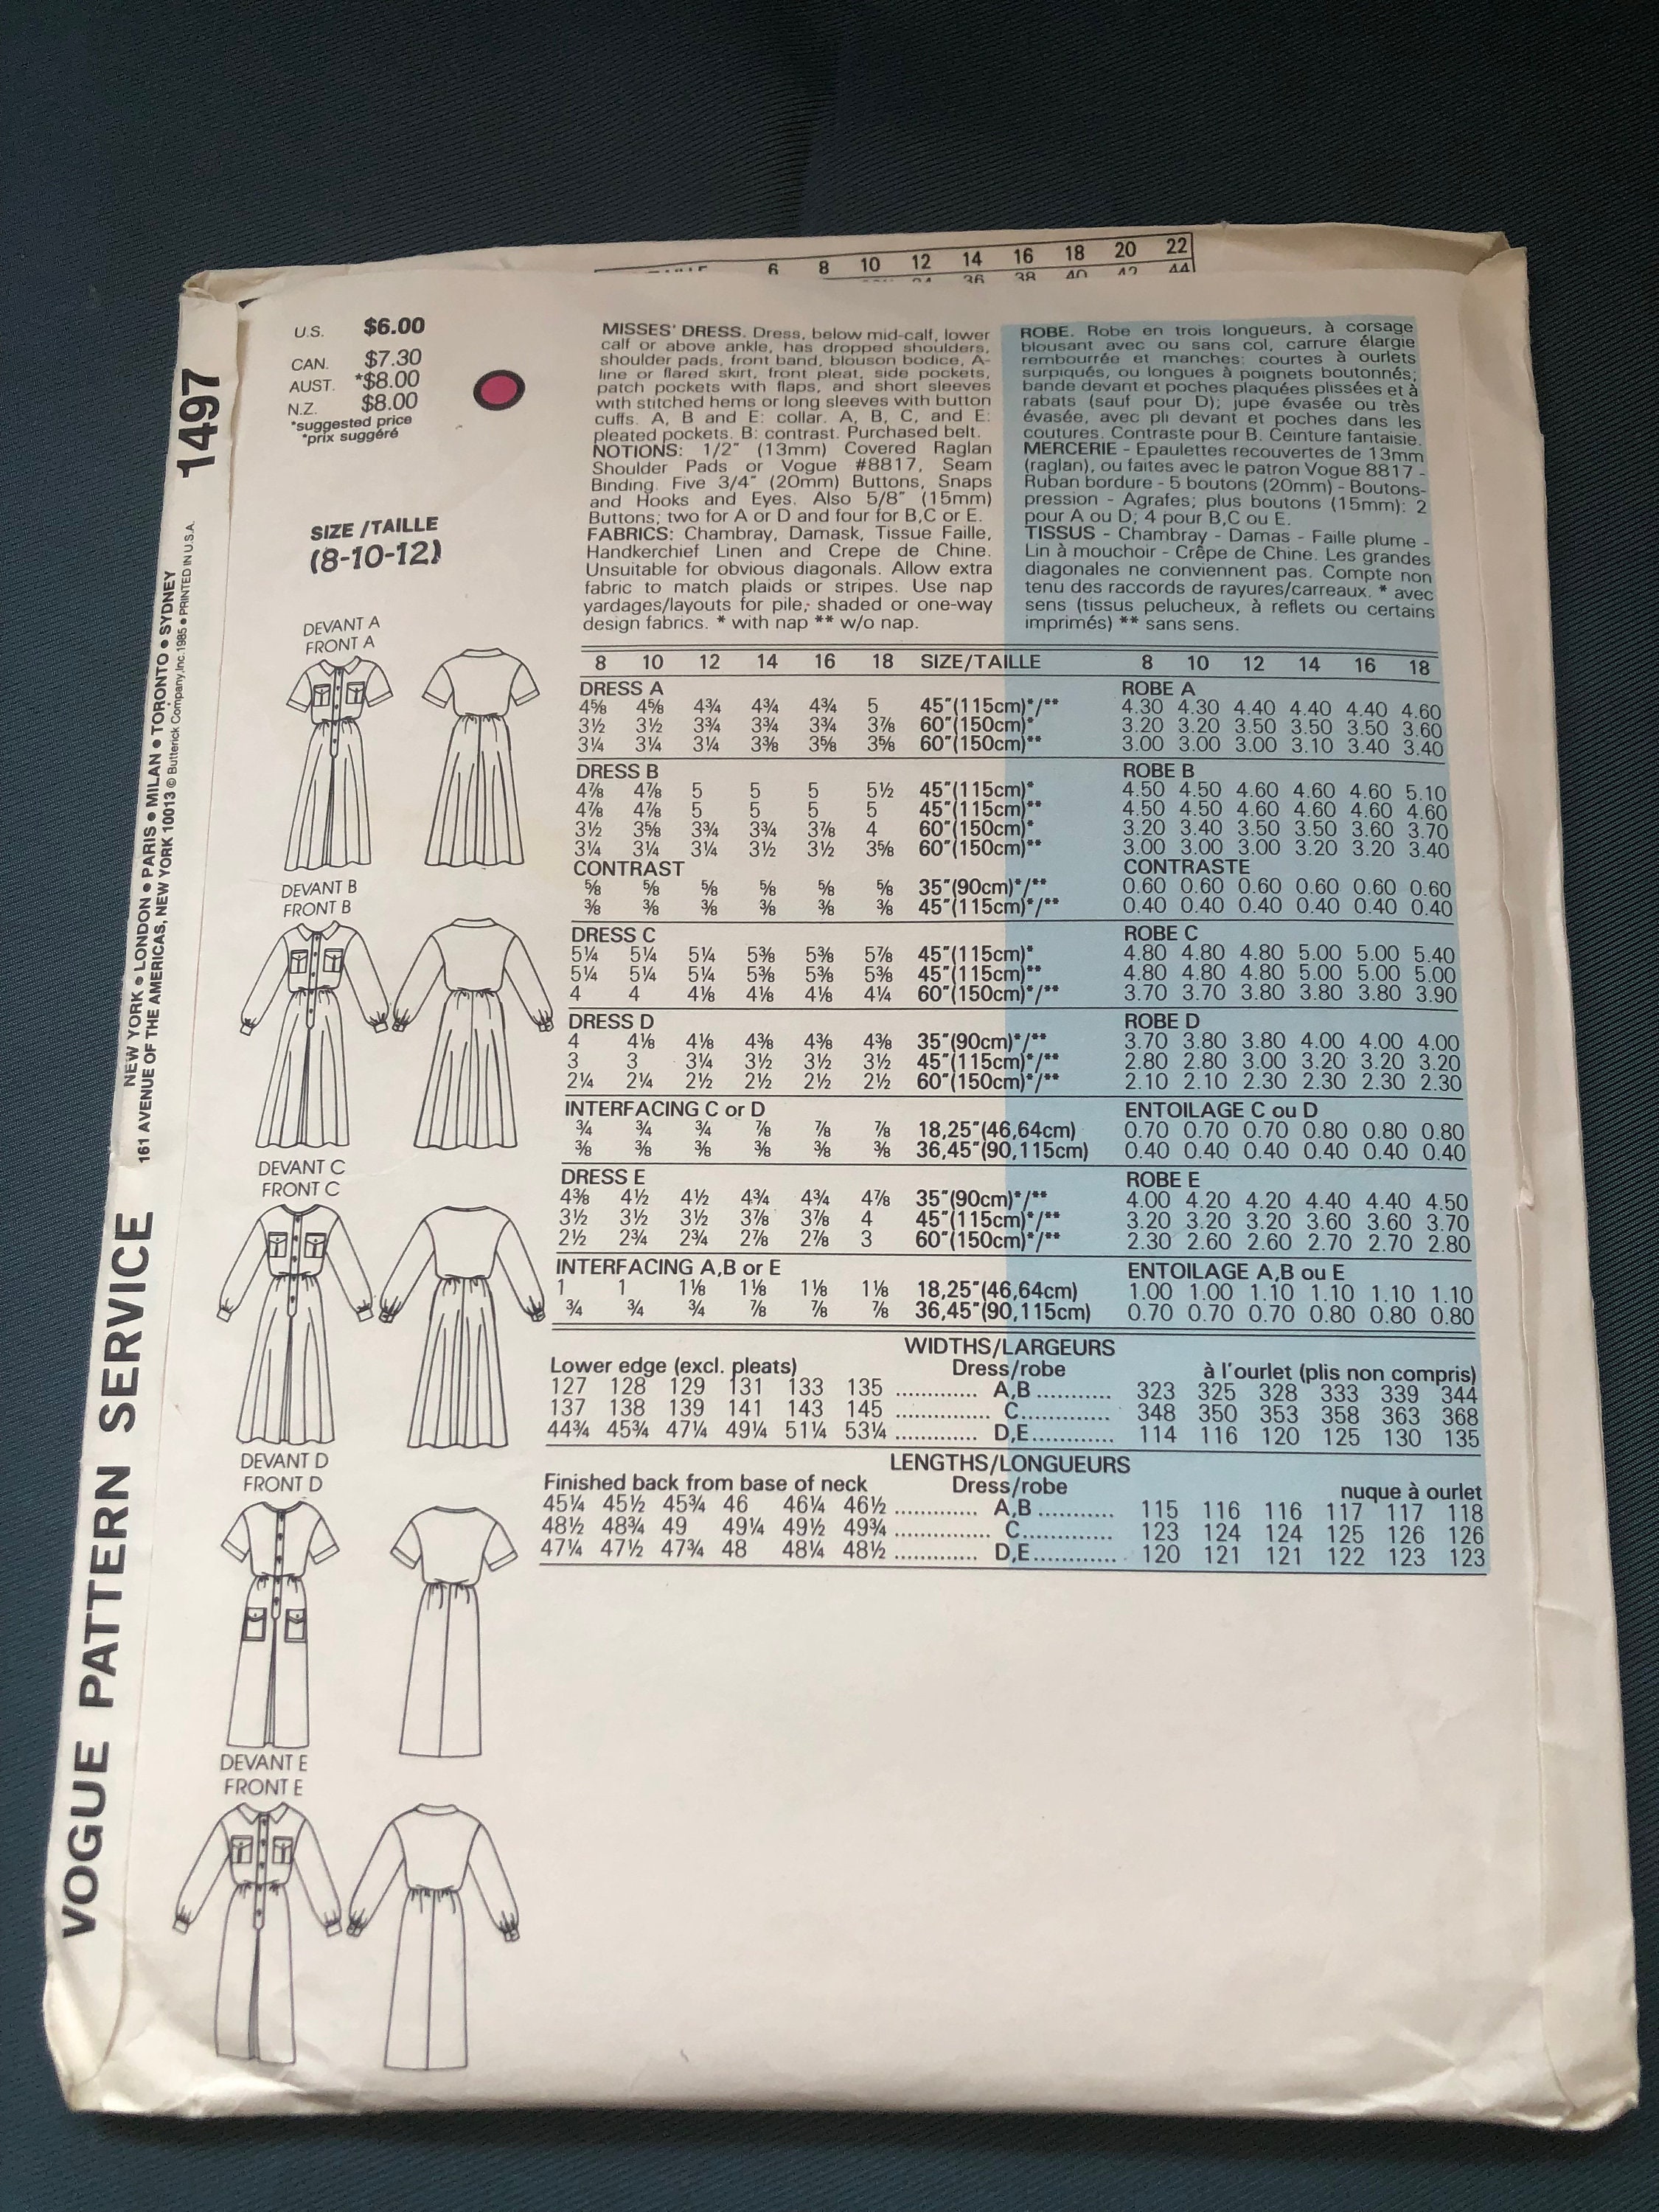 6 8 10 12 14 16 18 20 22
36 38 40 42 44
U.S. $6.00
CAN. $7.30
AUST. *$8.00
N.Z. $8.00
*suggested price
*prix suggéré
SIZE /TAILLE
(8-10-12)
1497
VOGUE PATTERN SERVICE
NEW YORK • LONDON • PARIS • MILAN • TORONTO • SYDNEY
161 AVENUE OF THE AMERICAS, NEW YORK 10013 © Butterick Company,Inc.1985 • PRINTED IN U.S.A.
DEVANT A
FRONT A
DEVANT B
FRONT B
DEVANT C
FRONT C
DEVANT D
FRONT D
DEVANT E
FRONT E
MISSES' DRESS. Dress, below mid-calf, lower
calf or above ankle, has dropped shoulders,
shoulder pads, front band, blouson bodice, A-
line or flared skirt, front pleat, side pockets,
patch pockets with flaps, and short sleeves
with stitched hems or long sleeves with button
cuffs. A, B and E: collar. A, B, C, and E:
pleated pockets. B: contrast. Purchased belt.
NOTIONS: 1/2" (13mm) Covered Raglan
Shoulder Pads or Vogue #8817, Seam
Binding. Five 3/4" (20mm) Buttons, Snaps
and Hooks and Eyes. Also 5/8" (15mm)
Buttons; two for A or D and four for B,C or E.
FABRICS: Chambray, Damask, Tissue Faille,
Handkerchief Linen and Crepe de Chine.
Unsuitable for obvious diagonals. Allow extra
fabric to match plaids or stripes. Use nap
yardages/layouts for pile, shaded or one-way
design fabrics. * with nap ** w/o nap.
ROBE. Robe en trois longueurs, à corsage
blousant avec ou sans col, carrure élargie
rembourrée et manches: courtes à ourlets
surpiqués, ou longues à poignets boutonnés;
bande devant et poches plaquées plissées et à
rabats (sauf pour D); jupe évasée ou très
évasée, avec pli devant et poches dans les
coutures. Contraste pour B. Ceinture fantaisie.
MERCERIE - Epaulettes recouvertes de 13mm
(raglan), ou faites avec le patron Vogue 8817 -
Ruban bordure - 5 boutons (20mm) - Boutons-
pression - Agrafes; plus boutons (15mm): 2
pour A ou D; 4 pour B,C ou E.
TISSUS - Chambray - Damas - Faille plume -
Lin à mouchoir - Crêpe de Chine. Les grandes
diagonales ne conviennent pas. Compte non
tenu des raccords de rayures/carreaux. * avec
sens (tissus pelucheux, à reflets ou certains
imprimés) ** sans sens.
8 10 12 14 16 18 SIZE/TAILLE 8 10 12 14 16 18
DRESS A ROBE A
4⅝ 4⅝ 4¾ 4¾ 4¾ 5 45"(115cm)*/** 4.30 4.30 4.40 4.40 4.40 4.60
3½ 3½ 3¾ 3¾ 3¾ 3⅞ 60"(150cm)* 3.20 3.20 3.50 3.50 3.50 3.60
3¼ 3¼ 3¼ 3⅜ 3⅝ 3⅝ 60"(150cm)** 3.00 3.00 3.00 3.10 3.40 3.40
DRESS B ROBE B
4⅞ 4⅞ 5 5 5 5½ 45"(115cm)* 4.50 4.50 4.60 4.60 4.60 5.10
4⅞ 4⅞ 5 5 5 5 45"(115cm)** 4.50 4.50 4.60 4.60 4.60 4.60
3½ 3⅝ 3¾ 3¾ 3⅞ 4 60"(150cm)* 3.20 3.40 3.50 3.50 3.60 3.70
3¼ 3¼ 3¼ 3½ 3½ 3⅝ 60"(150cm)** 3.00 3.00 3.00 3.20 3.20 3.40
CONTRAST CONTRASTE
⅝ ⅝ ⅝ ⅝ ⅝ ⅝ 35"(90cm)*/** 0.60 0.60 0.60 0.60 0.60 0.60
⅜ ⅜ ⅜ ⅜ ⅜ ⅜ 45"(115cm)*/** 0.40 0.40 0.40 0.40 0.40 0.40
DRESS C ROBE C
5¼ 5¼ 5¼ 5⅜ 5⅜ 5⅞ 45"(115cm)* 4.80 4.80 4.80 5.00 5.00 5.40
5¼ 5¼ 5¼ 5⅜ 5⅜ 5⅜ 45"(115cm)** 4.80 4.80 4.80 5.00 5.00 5.00
4 4 4⅛ 4⅛ 4⅛ 4¼ 60"(150cm)*/** 3.70 3.70 3.80 3.80 3.80 3.90
DRESS D ROBE D
4 4⅛ 4⅛ 4⅜ 4⅜ 4⅜ 35"(90cm)*/** 3.70 3.80 3.80 4.00 4.00 4.00
3 3 3¼ 3½ 3½ 3½ 45"(115cm)*/** 2.80 2.80 3.00 3.20 3.20 3.20
2¼ 2¼ 2½ 2½ 2½ 2½ 60"(150cm)*/** 2.10 2.10 2.30 2.30 2.30 2.30
INTERFACING C or D ENTOILAGE C ou D
¾ ¾ ¾ ⅞ ⅞ ⅞ 18,25"(46,64cm) 0.70 0.70 0.70 0.80 0.80 0.80
⅜ ⅜ ⅜ ⅜ ⅜ ⅜ 36,45"(90,115cm) 0.40 0.40 0.40 0.40 0.40 0.40
DRESS E ROBE E
4⅜ 4½ 4½ 4¾ 4¾ 4⅞ 35"(90cm)*/** 4.00 4.20 4.20 4.40 4.40 4.50
3½ 3½ 3½ 3⅞ 3⅞ 4 45"(115cm)*/** 3.20 3.20 3.20 3.60 3.60 3.70
2½ 2¾ 2¾ 2⅞ 2⅞ 3 60"(150cm)*/** 2.30 2.60 2.60 2.70 2.70 2.80
INTERFACING A,B or E ENTOILAGE A,B ou E
1 1 1⅛ 1⅛ 1⅛ 1⅛ 18,25"(46,64cm) 1.00 1.00 1.10 1.10 1.10 1.10
¾ ¾ ¾ ⅞ ⅞ ⅞ 36,45"(90,115cm) 0.70 0.70 0.70 0.80 0.80 0.80
WIDTHS/LARGEURS
Lower edge (excl. pleats) Dress/robe à l'ourlet (plis non compris)
127 128 129 131 133 135 ............. A,B ........... 323 325 328 333 339 344
137 138 139 141 143 145 ............... C............. 348 350 353 358 363 368
44¾ 45¾ 47¼ 49¼ 51¼ 53¼ ............. D,E............ 114 116 120 125 130 135
LENGTHS/LONGUEURS
Finished back from base of neck Dress/robe nuque à ourlet
45¼ 45½ 45¾ 46 46¼ 46½ ............. A,B ........... 115 116 116 117 117 118
48½ 48¾ 49 49¼ 49½ 49¾ ............... C............. 123 124 124 125 126 126
47¼ 47½ 47¾ 48 48¼ 48½ ............. D,E............ 120 121 121 122 123 123